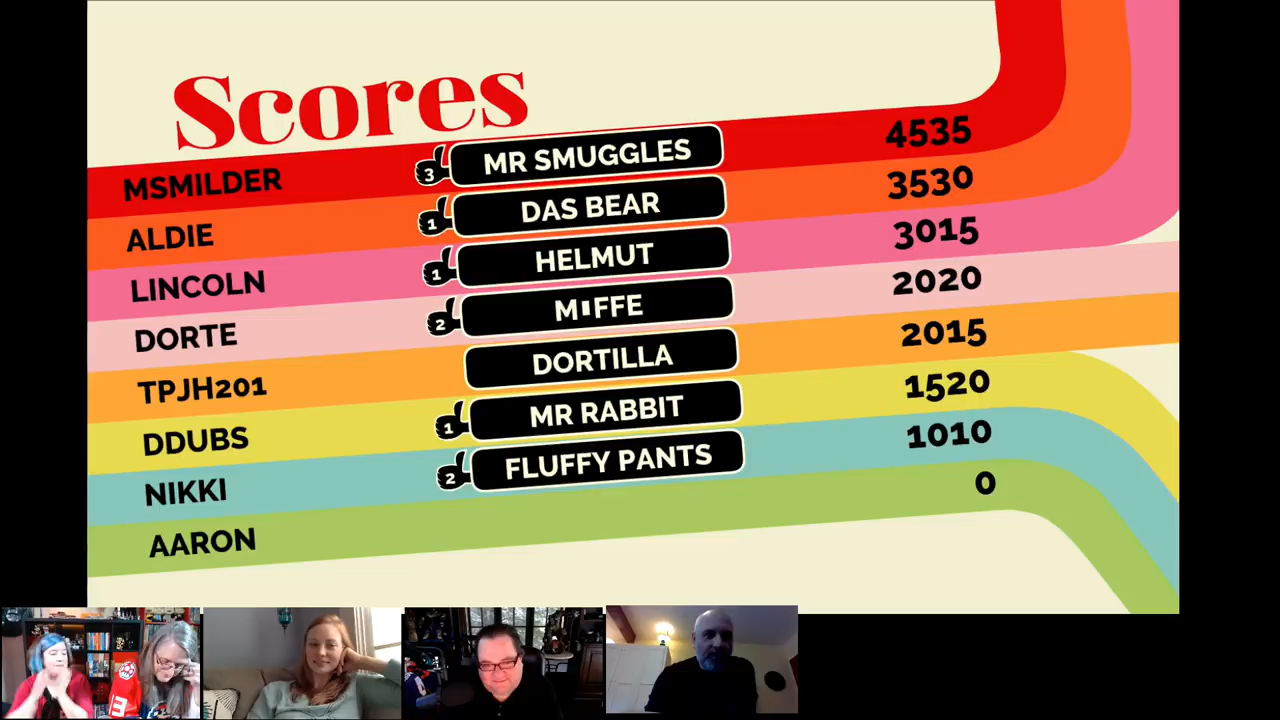 Scores
MSMILDER 3 MR SMUGGLES 4535
ALDIE 1 DAS BEAR 3530
LINCOLN 1 HELMUT 3015
DORTE 2 M▮FFE 2020
TPJH201 DORTILLA 2015
DDUBS 1 MR RABBIT 1520
NIKKI 2 FLUFFY PANTS 1010
AARON 0